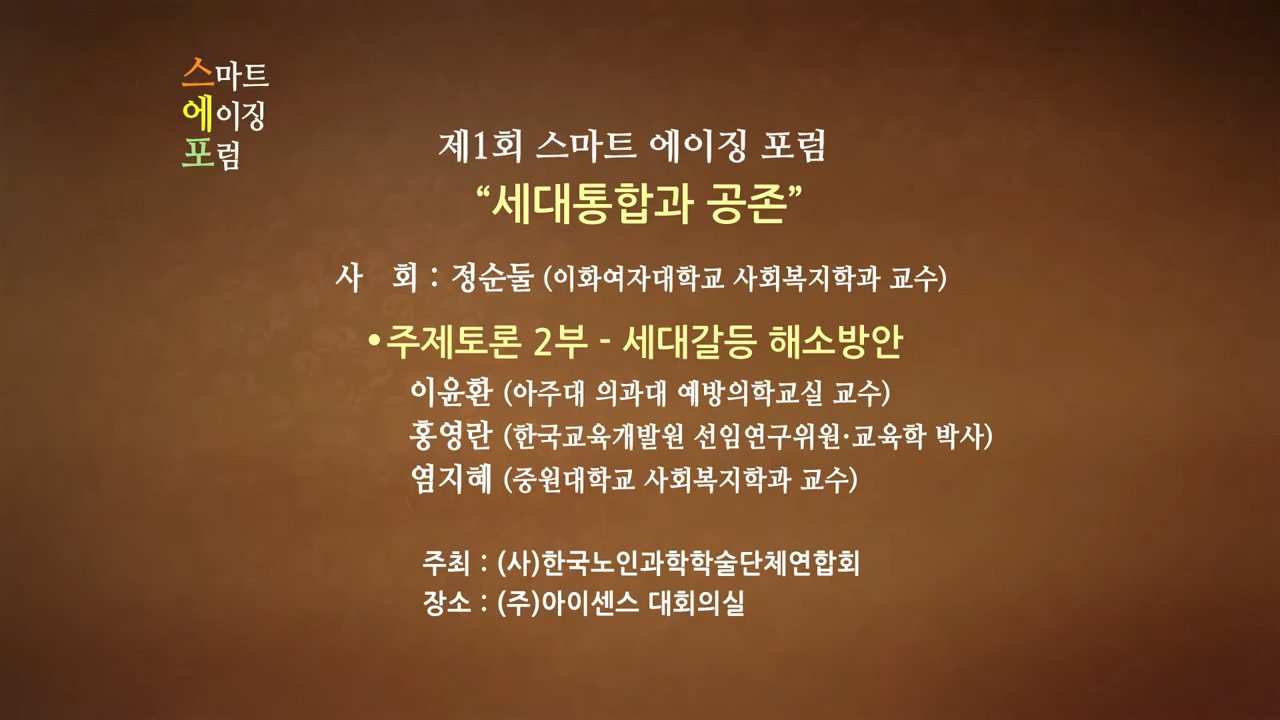 스마트
에이징
포럼
제1회 스마트 에이징 포럼
“세대통합과 공존”
사 회 : 정순둘 (이화여자대학교 사회복지학과 교수)
•주제토론 2부 - 세대갈등 해소방안
이윤환 (아주대 의과대 예방의학교실 교수)
홍영란 (한국교육개발원 선임연구위원·교육학 박사)
염지혜 (중원대학교 사회복지학과 교수)
주최 : (사)한국노인과학학술단체연합회
장소 : (주)아이센스 대회의실